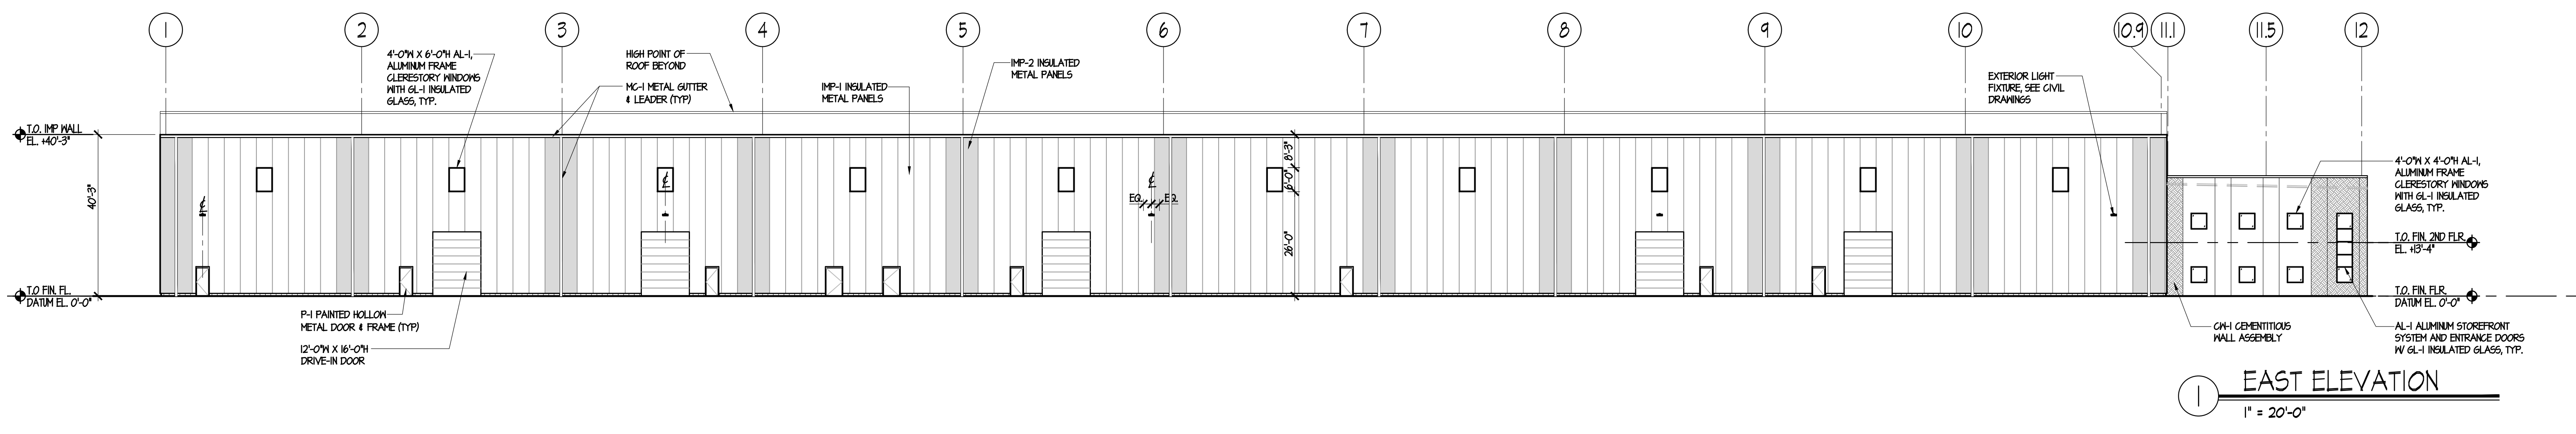 1 2 3 4 5 6 7 8 9 10 10.9 11.1 11.5 12
4'-0"W X 6'-0"H AL-1,
ALUMINUM FRAME
CLERESTORY WINDOWS
WITH GL-1 INSULATED
GLASS, TYP.
HIGH POINT OF
ROOF BEYOND
MC-1 METAL GUTTER
& LEADER (TYP)
IMP-1 INSULATED
METAL PANELS
IMP-2 INSULATED
METAL PANELS
EXTERIOR LIGHT
FIXTURE, SEE CIVIL
DRAWINGS
T.O. IMP WALL
EL. +40'-3"
40'-3"
T.O FIN. FL.
DATUM EL. 0'-0"
EQ. EQ.
8'-3"
6'-0"
26'-0"
4'-0"W X 4'-0"H AL-1,
ALUMINUM FRAME
CLERESTORY WINDOWS
WITH GL-1 INSULATED
GLASS, TYP.
T.O. FIN. 2ND FLR.
EL. +13'-4"
T.O. FIN. FLR.
DATUM EL. 0'-0"
P-1 PAINTED HOLLOW
METAL DOOR & FRAME (TYP)
12'-0"W X 16'-0"H
DRIVE-IN DOOR
CW-1 CEMENTITIOUS
WALL ASSEMBLY
AL-1 ALUMINUM STOREFRONT
SYSTEM AND ENTRANCE DOORS
W/ GL-1 INSULATED GLASS, TYP.
1 EAST ELEVATION
1" = 20'-0"